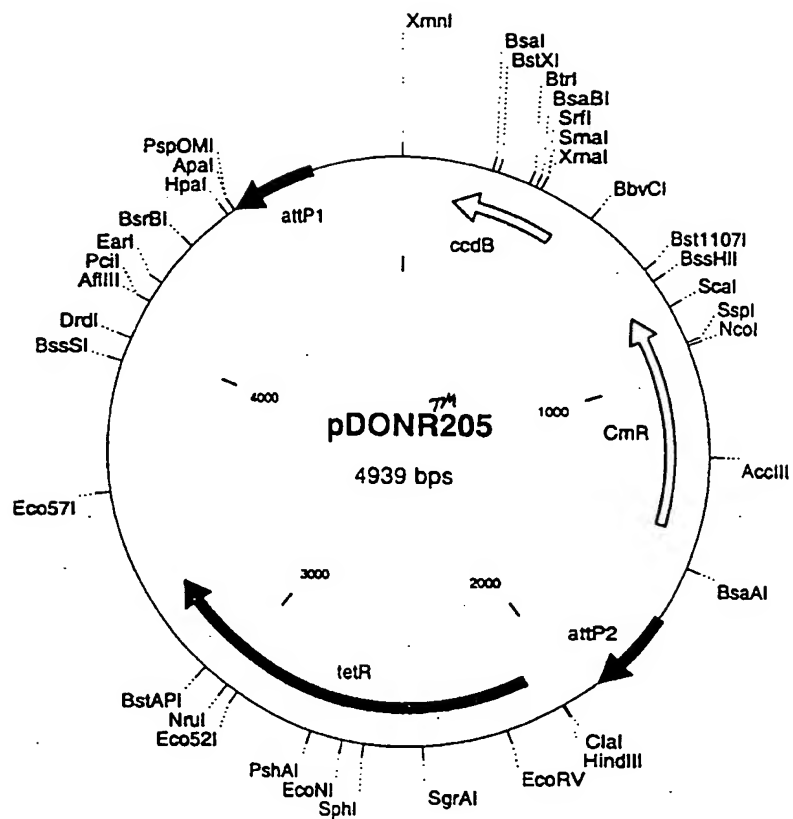 XmnI
BsaI
BstXI
BtrI
BsaBI
SrfI
SmaI
XmaI
BbvCI
Bst1107I
BssHII
ScaI
SspI
NcoI
AccIII
BsaAI
ClaI
HindIII
EcoRV
SgrAI
SphI
EcoNI
PshAI
Eco52I
NruI
BstAPI
Eco57I
BssSI
DrdI
AflIII
PciI
EarI
BsrBI
HpaI
ApaI
PspOMI
attP1
ccdB
CmR
attP2
tetR
1000
2000
3000
4000
pDONR™205
4939 bps